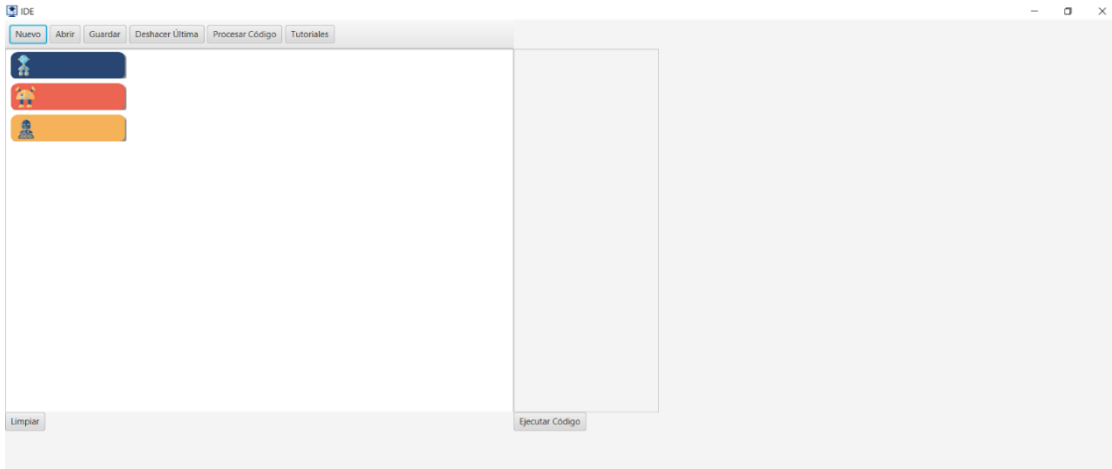 IDE
Nuevo Abrir Guardar Deshacer Última Procesar Código Tutoriales
Limpiar Ejecutar Código